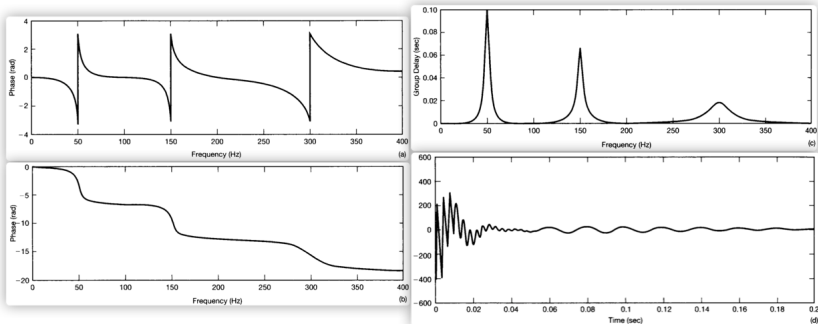 4
2
0
-2
-4
Phase (rad)
0 50 100 150 200 250 300 350 400
Frequency (Hz) (a)
0
-5
-10
-15
-20
Phase (rad)
0 50 100 150 200 250 300 350 400
Frequency (Hz) (b)
0.10
0.08
0.06
0.04
0.02
0
Group Delay (sec)
0 50 100 150 200 250 300 350 400
Frequency (Hz) (c)
600
400
200
0
-200
-400
-600
0 0.02 0.04 0.06 0.08 0.1 0.12 0.14 0.16 0.18 0.2
Time (sec) (d)